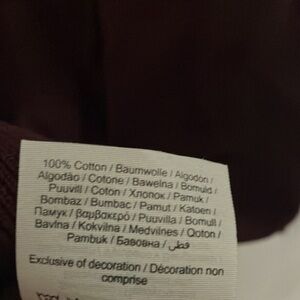 100% Cotton / Baumwolle / Algodón /
Algodão / Cotone / Bawełna / Bomuld /
Puuvill / Coton / Хлопок / Pamuk /
Bombaz / Bumbac / Pamut / Katoen /
Памук / βαμβακερό / Puuvilla / Bomull /
Bavlna / Kokvilna / Medvilnės / Qoton /
Pambuk / Бавовна / قطن
Exclusive of decoration / Décoration non
comprise